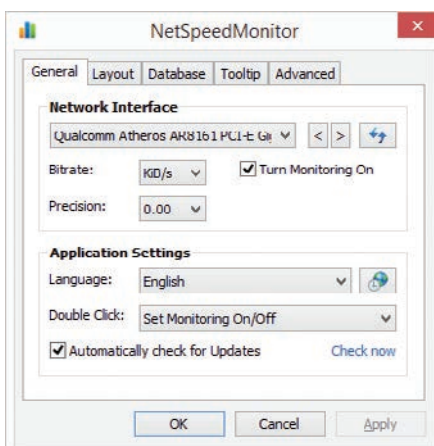 NetSpeedMonitor
General Layout Database Tooltip Advanced
Network Interface
Qualcomm Atheros AR8161 PCI-E Gi
< >
Bitrate: KiB/s Turn Monitoring On
Precision: 0.00
Application Settings
Language: English
Double Click: Set Monitoring On/Off
Automatically check for Updates Check now
OK Cancel Apply